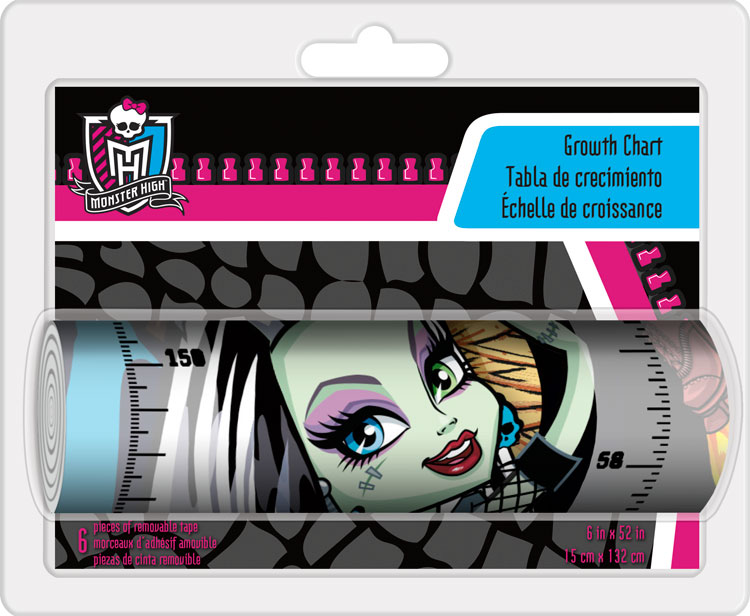 MONSTER HIGH™
Growth Chart
Tabla de crecimiento
Échelle de croissance
150
58
6 pieces of removable tape
morceaux d'adhésif amovible
piezas de cinta removible
6 in x 52 in
15 cm x 132 cm